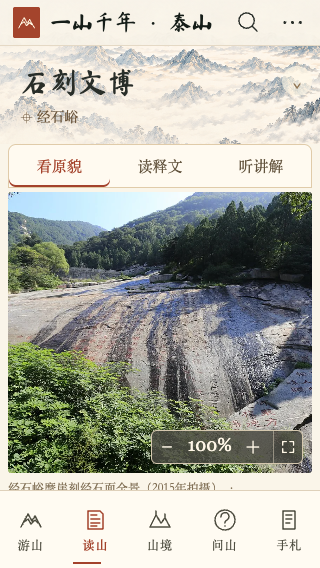 一山千年 · 泰山
石刻文博
经石峪
看原貌
读释文
听讲解
100%
经石峪摩崖刻经石面全景（2015年拍摄） ·
游山
读山
山境
问山
手札